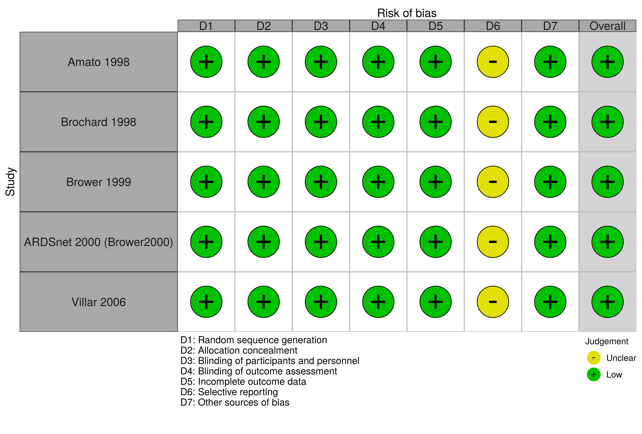 Risk of bias
D1 D2 D3 D4 D5 D6 D7 Overall
Study
Amato 1998 + + + + + - + +
Brochard 1998 + + + + + - + +
Brower 1999 + + + + + - + +
ARDSnet 2000 (Brower2000) + + + + + - + +
Villar 2006 + + + + + - + +
D1: Random sequence generation
D2: Allocation concealment
D3: Blinding of participants and personnel
D4: Blinding of outcome assessment
D5: Incomplete outcome data
D6: Selective reporting
D7: Other sources of bias
Judgement
- Unclear
+ Low